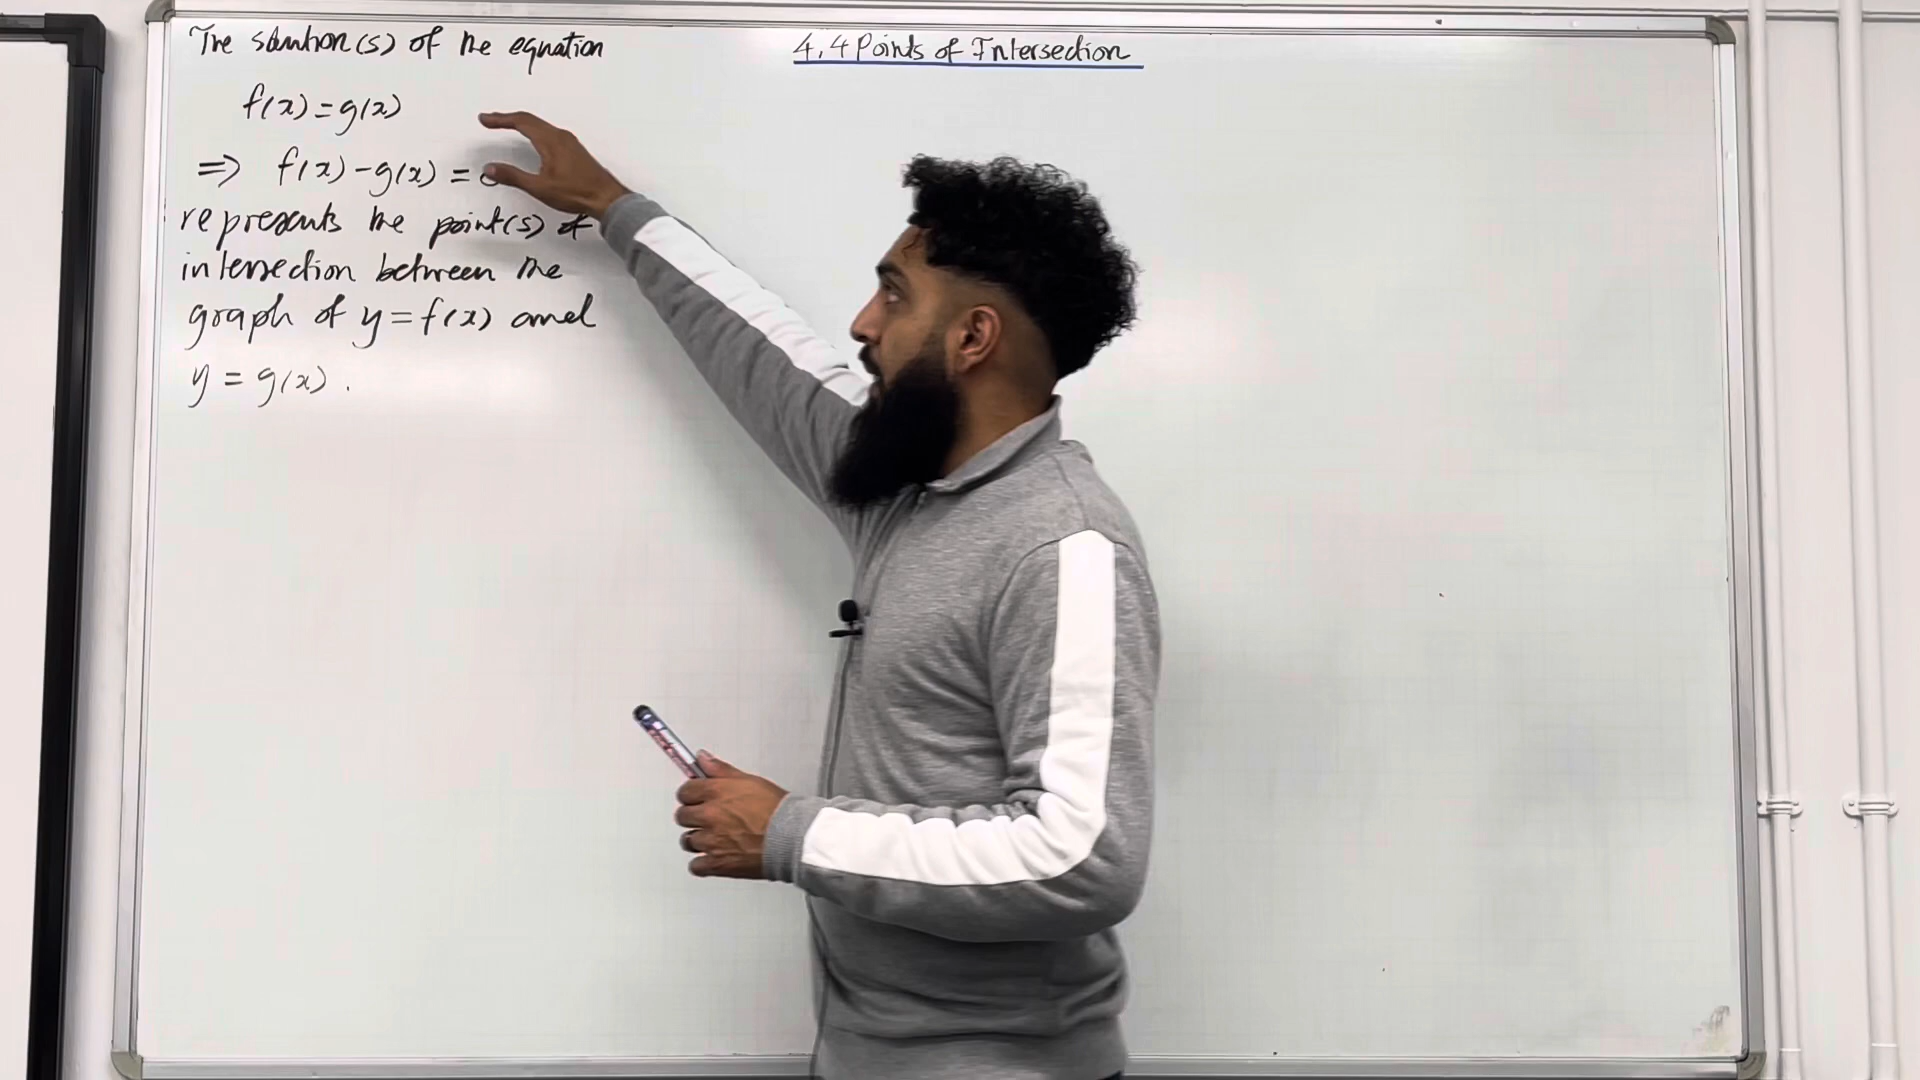 The solution(s) of the equation
f(x) = g(x)
⇒ f(x) - g(x) = 0
represents the point(s) of
intersection between the
graph of y = f(x) and
y = g(x).
4.4 Points of Intersection